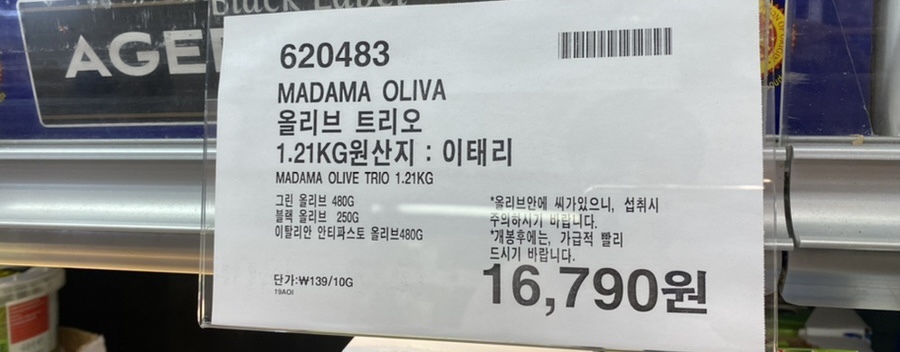 Black Label
AGED
620483
MADAMA OLIVA
올리브 트리오
1.21KG원산지 : 이태리
MADAMA OLIVE TRIO 1.21KG
그린 올리브 480G
블랙 올리브 250G
이탈리안 안티파스토 올리브480G
*올리브안에 씨가있으니, 섭취시
주의하시기 바랍니다.
*개봉후에는, 가급적 빨리
드시기 바랍니다.
단가:₩139/10G
19AOI
16,790원